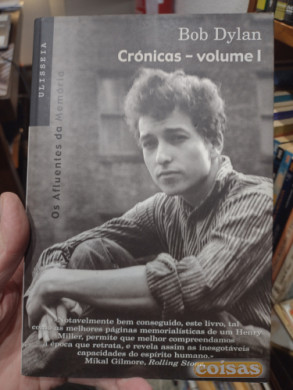 Bob Dylan
Crónicas – volume I
ULISSEIA
Os Afluentes da Memória
notavelmente bem conseguido, este livro, tal
como as melhores páginas memorialísticas de um Henry
Miller, permite que melhor compreendamos
a época que retrata, e revela assim as inesgotáveis
capacidades do espírito humano.»
Mikal Gilmore, Rolling Stone
coisas